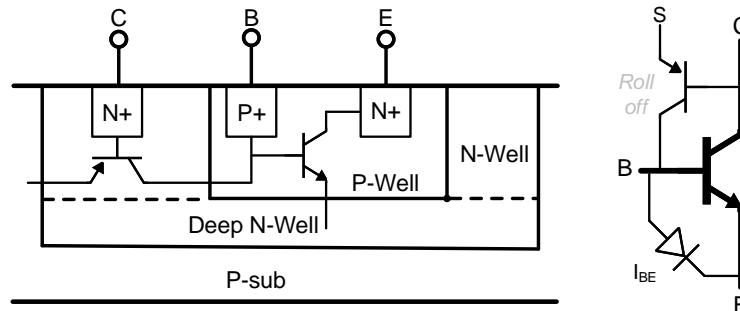 C B E
N+ P+ N+
N-Well
P-Well
Deep N-Well
P-sub
S
Roll
off
B
I_BE